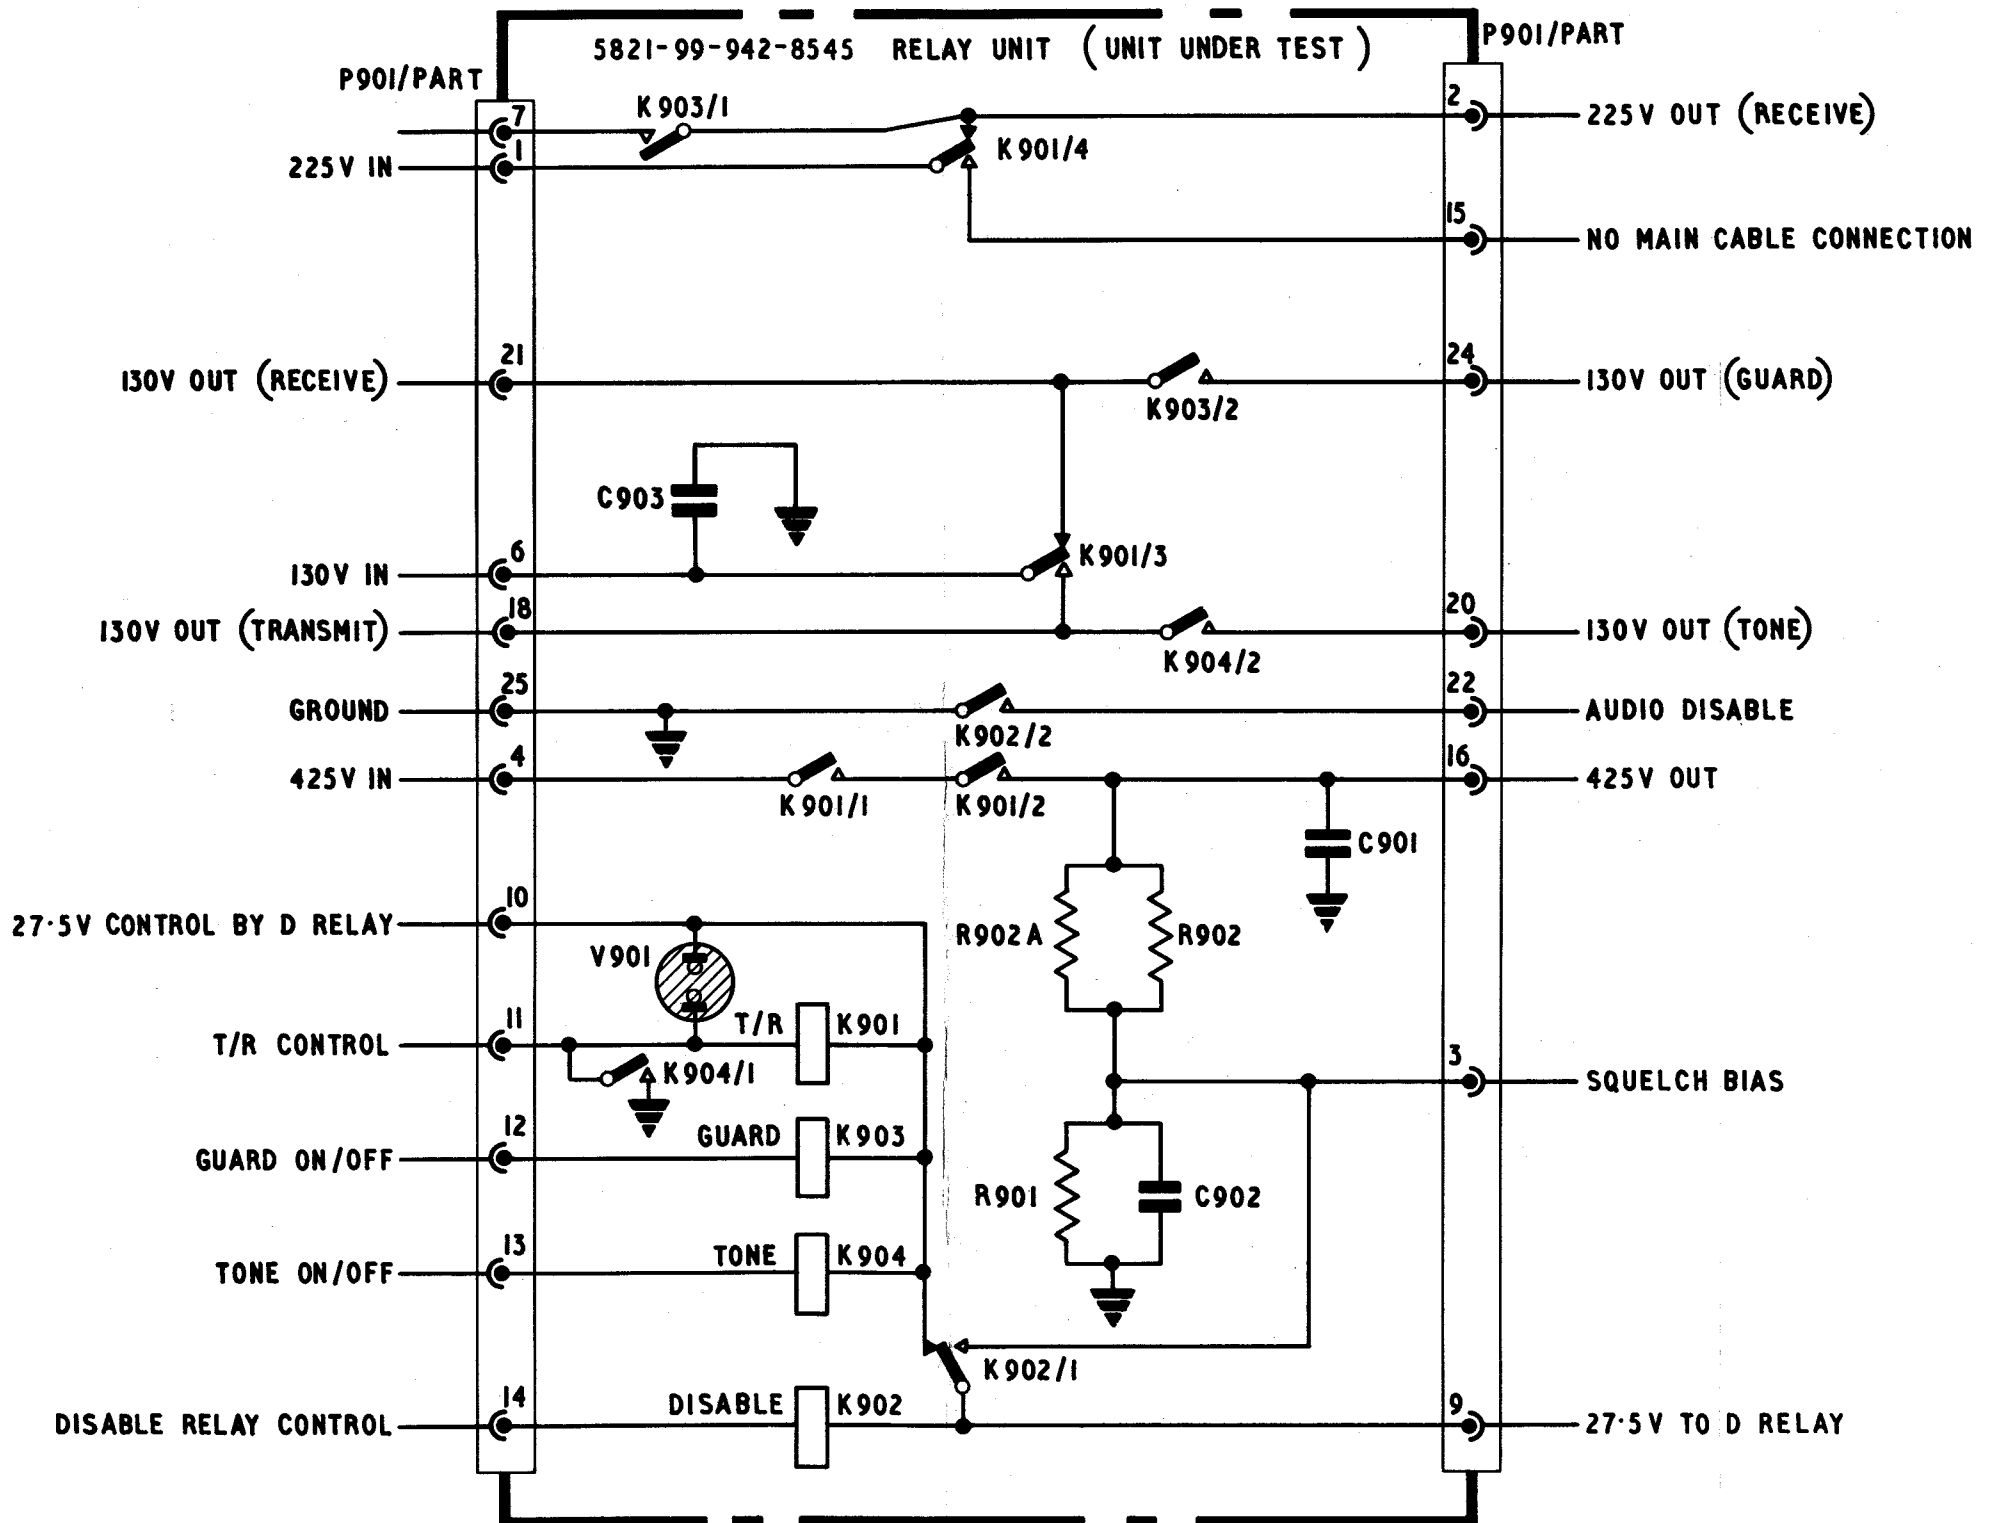 5821-99-942-8545 RELAY UNIT (UNIT UNDER TEST)
P901/PART
P901/PART
7
K903/1
2
225V OUT (RECEIVE)
225V IN
1
K901/4
15
NO MAIN CABLE CONNECTION
130V OUT (RECEIVE)
21
24
130V OUT (GUARD)
K903/2
C903
130V IN
6
K901/3
130V OUT (TRANSMIT)
18
20
130V OUT (TONE)
K904/2
GROUND
25
22
AUDIO DISABLE
K902/2
425V IN
4
16
425V OUT
K901/1
K901/2
C901
27·5V CONTROL BY D RELAY
10
V901
R902A
R902
T/R CONTROL
11
T/R
K901
K904/1
3
SQUELCH BIAS
GUARD ON/OFF
12
GUARD
K903
R901
C902
TONE ON/OFF
13
TONE
K904
K902/1
DISABLE RELAY CONTROL
14
DISABLE
K902
9
27·5V TO D RELAY